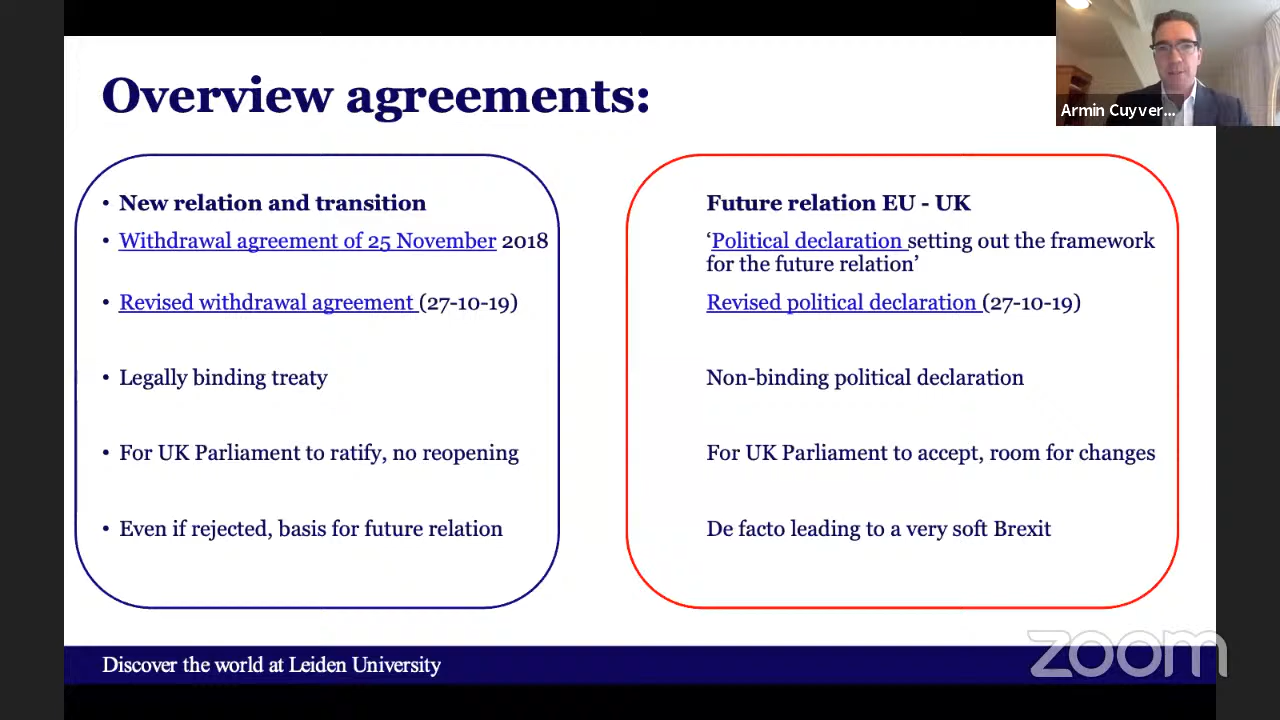 Overview agreements:
Armin Cuyver...
• New relation and transition
• Withdrawal agreement of 25 November 2018
• Revised withdrawal agreement (27-10-19)
• Legally binding treaty
• For UK Parliament to ratify, no reopening
• Even if rejected, basis for future relation
Future relation EU - UK
‘Political declaration setting out the framework
for the future relation’
Revised political declaration (27-10-19)
Non-binding political declaration
For UK Parliament to accept, room for changes
De facto leading to a very soft Brexit
Discover the world at Leiden University
zoom